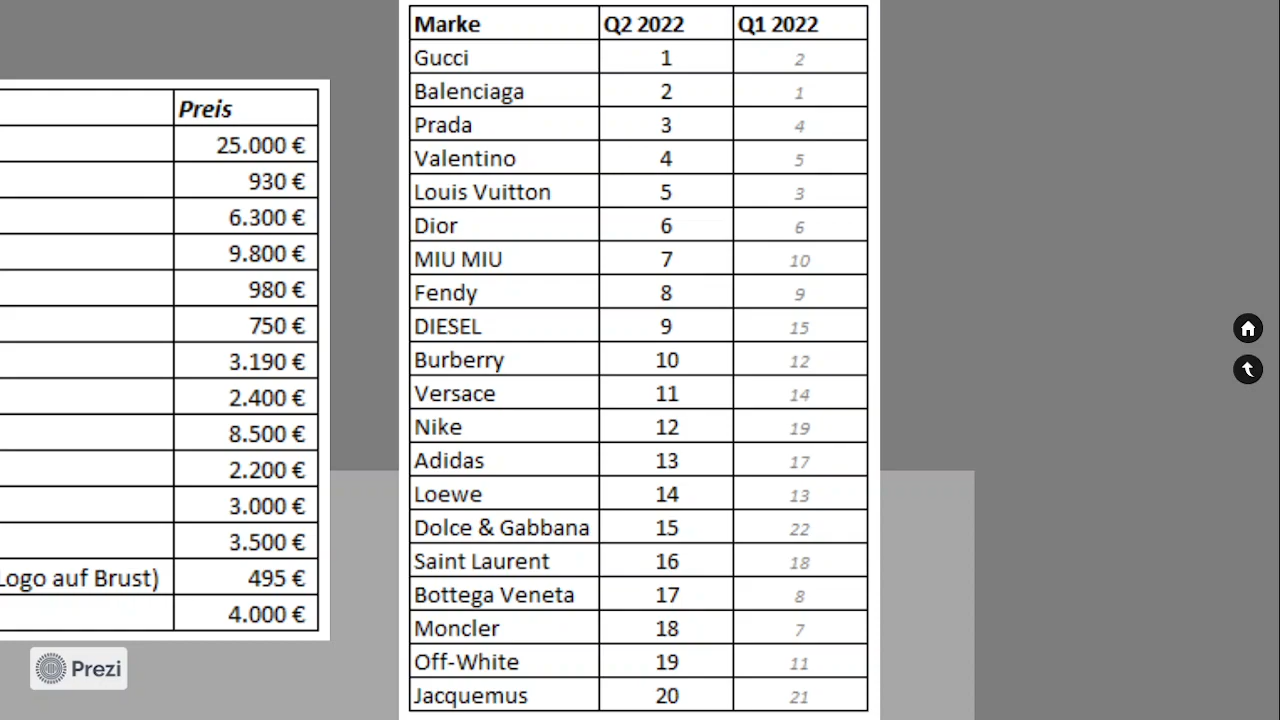 Preis
25.000 €
930 €
6.300 €
9.800 €
980 €
750 €
3.190 €
2.400 €
8.500 €
2.200 €
3.000 €
3.500 €
Logo auf Brust) 495 €
4.000 €
Marke Q2 2022 Q1 2022
Gucci 1 2
Balenciaga 2 1
Prada 3 4
Valentino 4 5
Louis Vuitton 5 3
Dior 6 6
MIU MIU 7 10
Fendy 8 9
DIESEL 9 15
Burberry 10 12
Versace 11 14
Nike 12 19
Adidas 13 17
Loewe 14 13
Dolce & Gabbana 15 22
Saint Laurent 16 18
Bottega Veneta 17 8
Moncler 18 7
Off-White 19 11
Jacquemus 20 21
Prezi